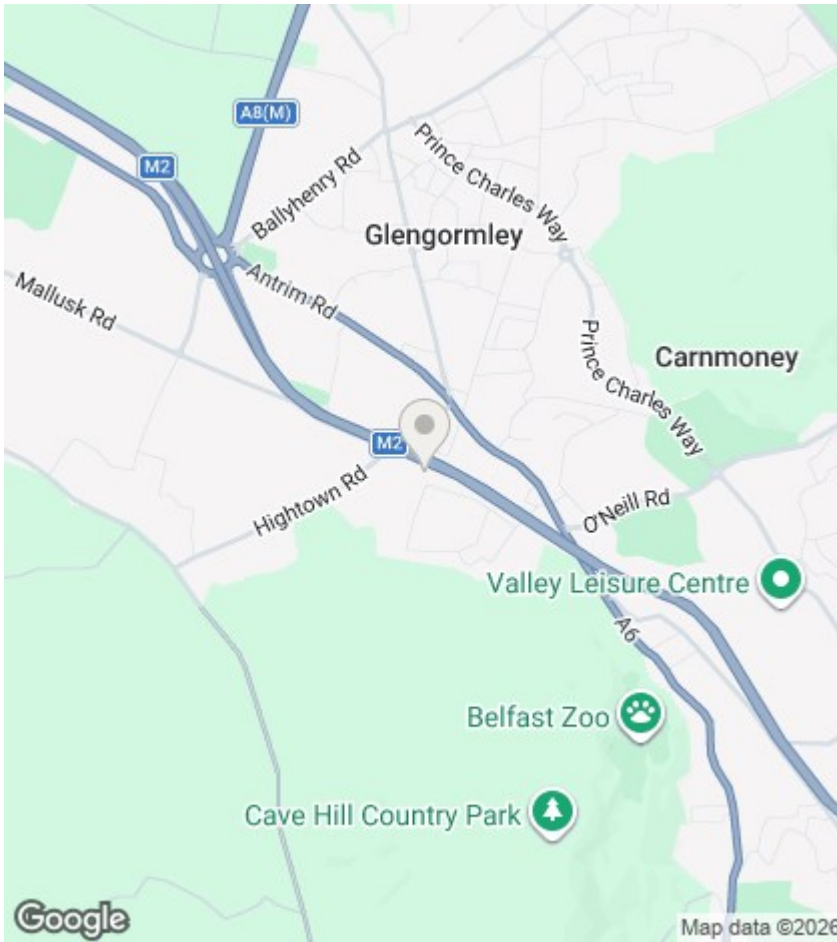 A8(M)
M2
Ballyhenry Rd
Prince Charles Way
Glengormley
Antrim Rd
Mallusk Rd
Prince Charles Way
Carnmoney
M2
Hightown Rd
O'Neill Rd
Valley Leisure Centre
A6
Belfast Zoo
Cave Hill Country Park
Google
Map data ©2026